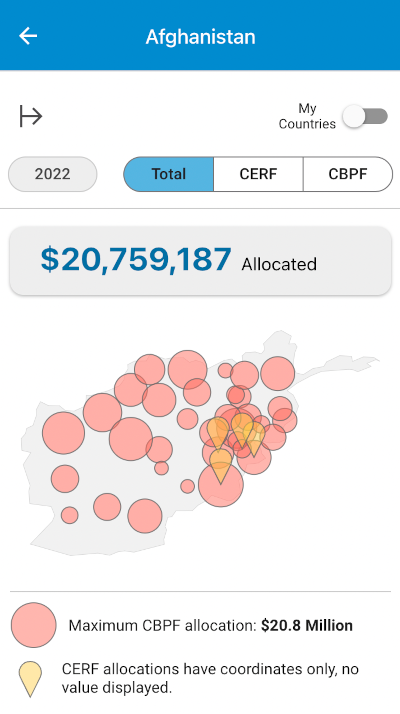 Afghanistan
My
Countries
2022
Total
CERF
CBPF
$20,759,187 Allocated
Maximum CBPF allocation: $20.8 Million
CERF allocations have coordinates only, no
value displayed.